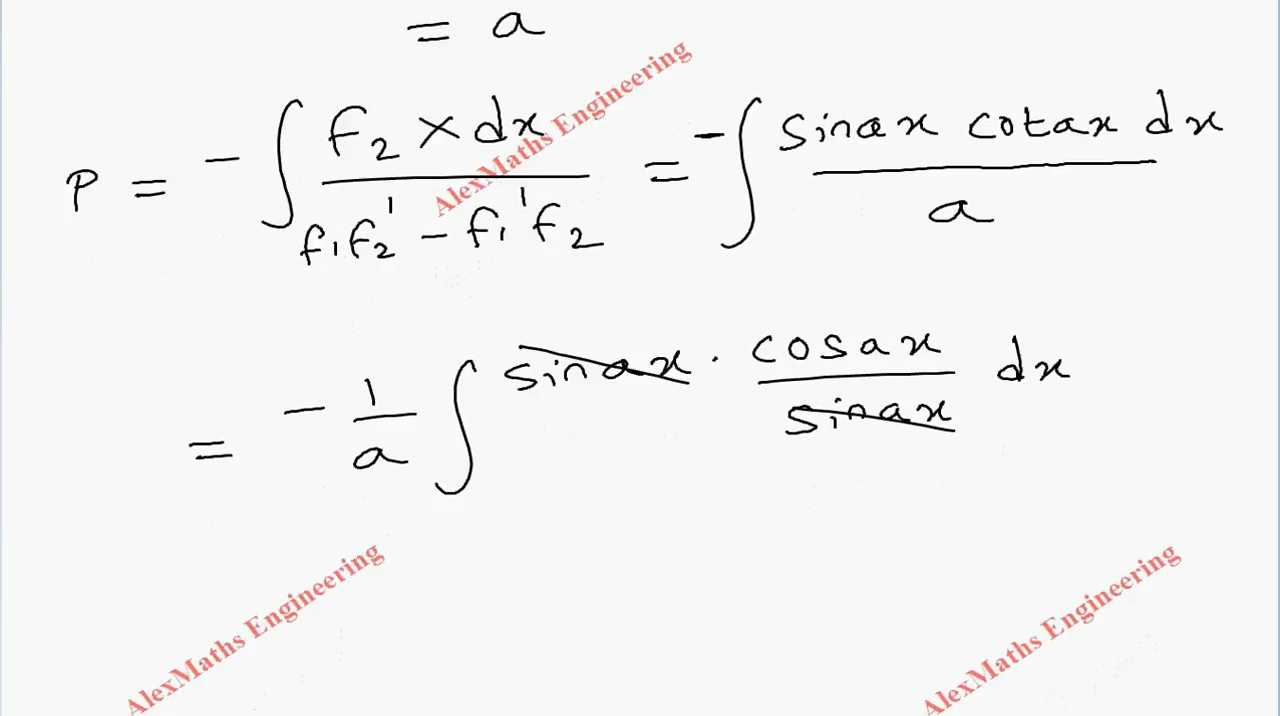 = a
P = - ∫ f₂ X dx / (f₁f₂' - f₁'f₂) = - ∫ sinax cotax dx / a
= - 1/a ∫ sinax · cosax / sinax dx
AlexMaths Engineering
AlexMaths Engineering
AlexMaths Engineering